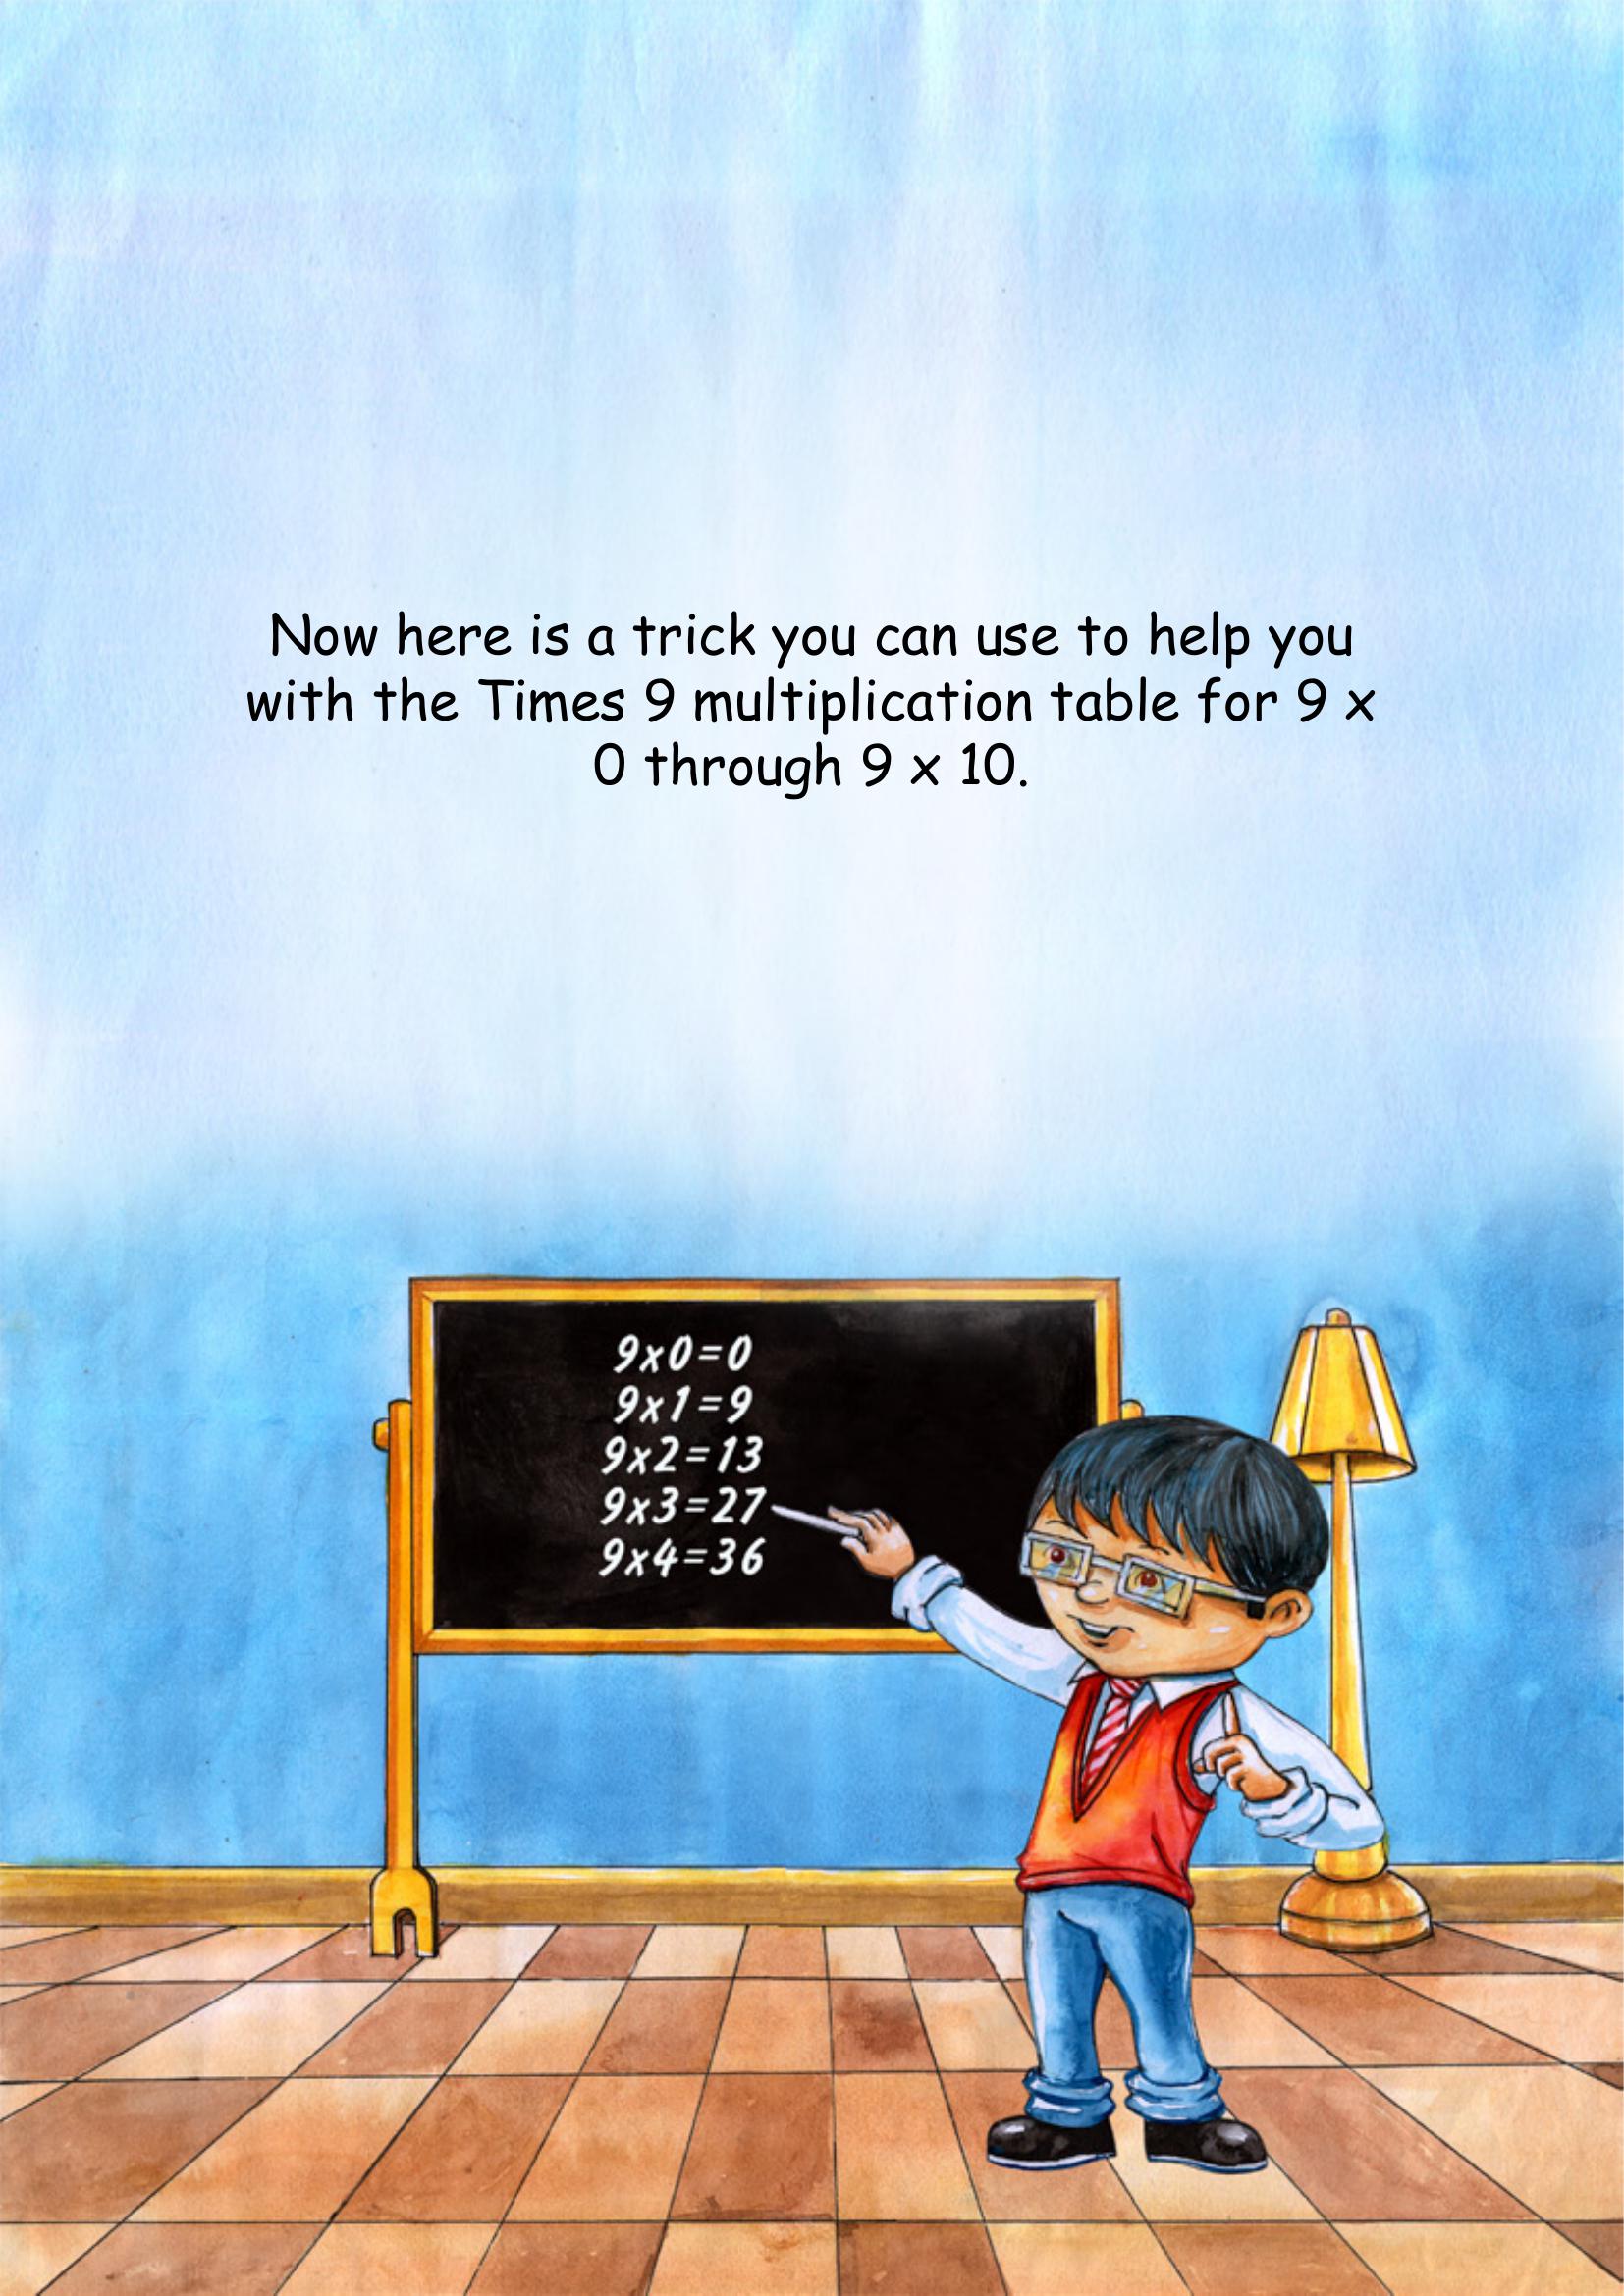 Now here is a trick you can use to help you
with the Times 9 multiplication table for 9 x
0 through 9 x 10.
9x0=0
9x1=9
9x2=13
9x3=27
9x4=36